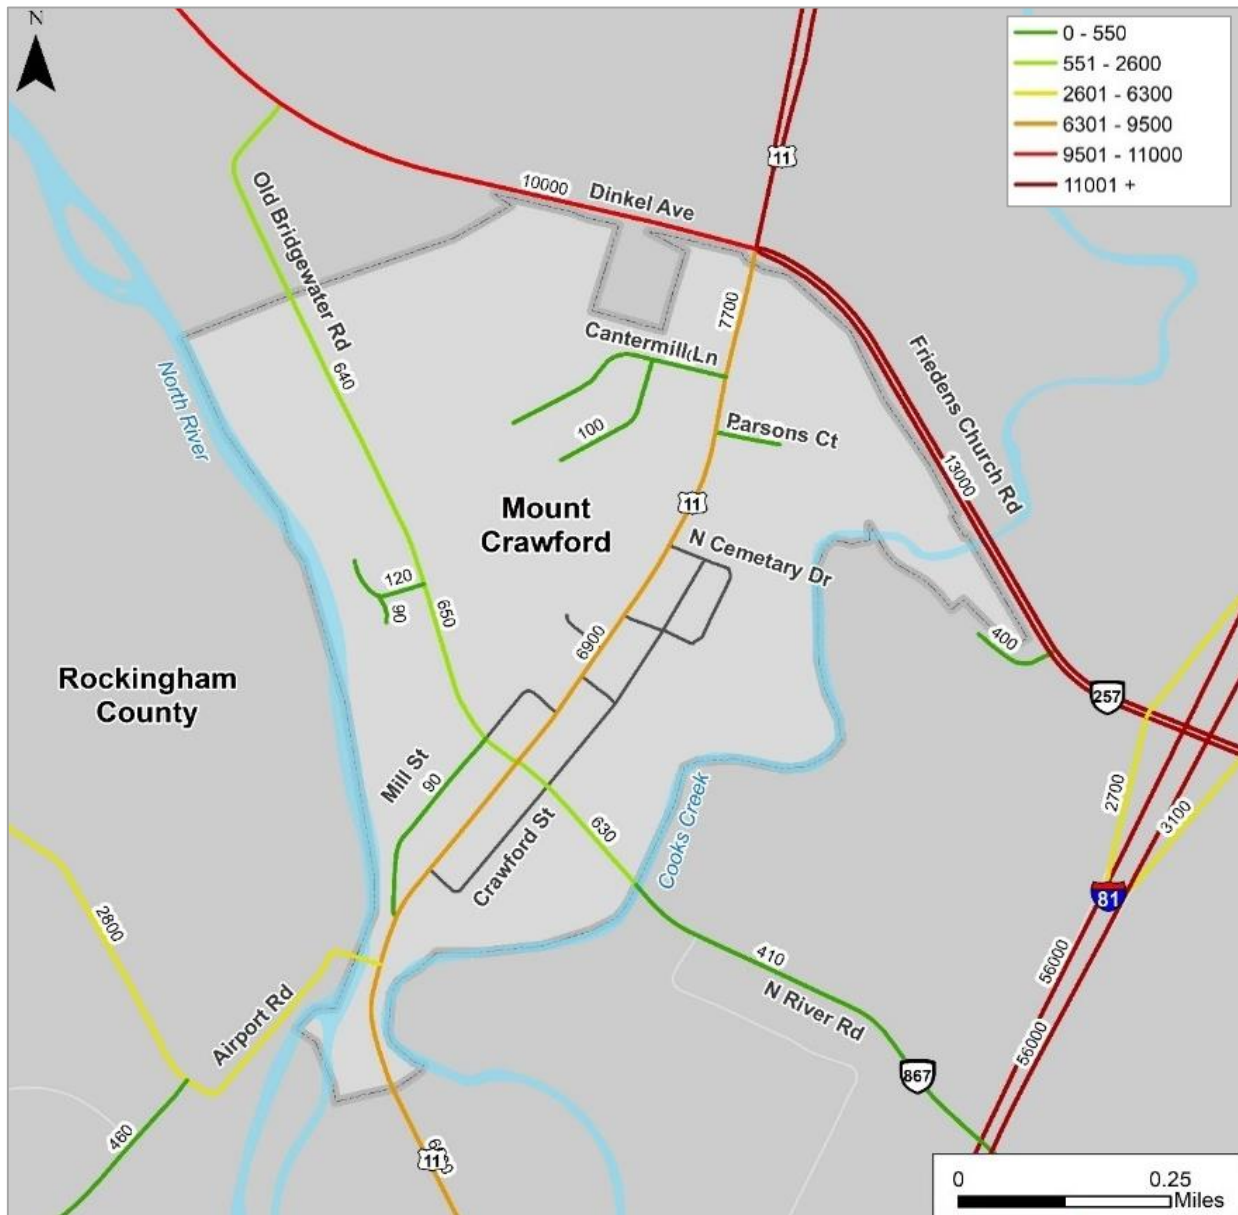 N
0 - 550
551 - 2600
2601 - 6300
6301 - 9500
9501 - 11000
11001 +
11
10000
Dinkel Ave
Old Bridgewater Rd
7700
Cantermill Ln
640
North River
Friedens Church Rd
100
Parsons Ct
13000
Mount
Crawford
11
N Cemetary Dr
120
90
650
6900
400
Rockingham
County
257
Mill St
90
2700
3100
630
Crawford St
Cooks Creek
81
2800
410
56000
N River Rd
Airport Rd
56000
867
460
11
0
0.25
Miles